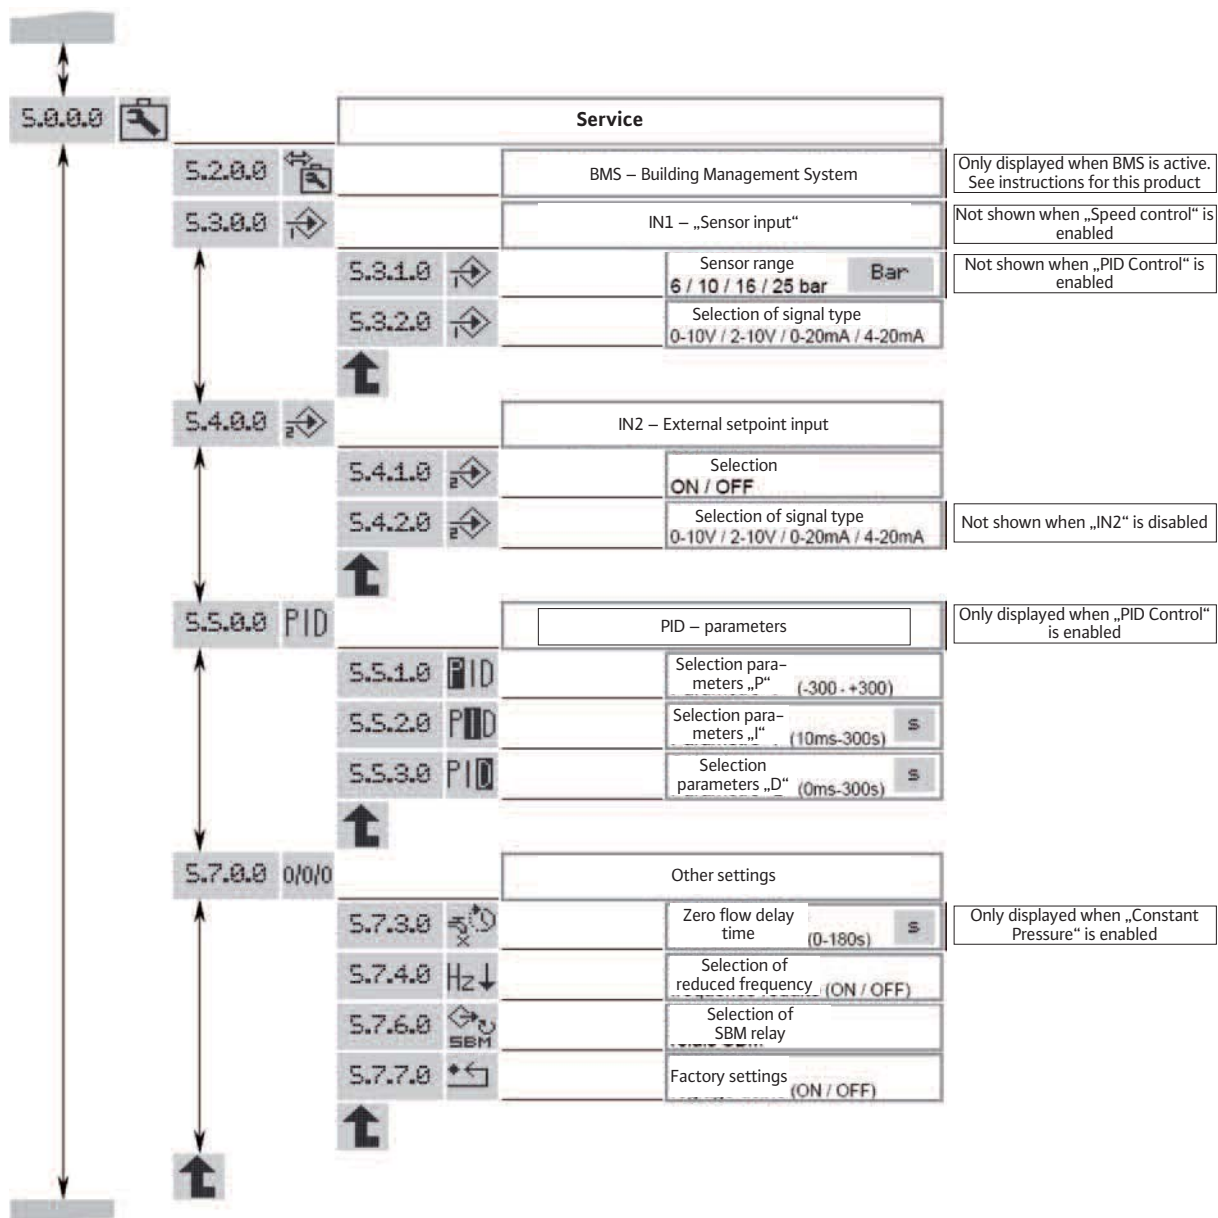 5.0.0.0 Service
5.2.0.0 BMS – Building Management System Only displayed when BMS is active.
See instructions for this product
5.3.0.0 1 IN1 – „Sensor input“ Not shown when „Speed control“ is
enabled
5.3.1.0 1 Sensor range Bar Not shown when „PID Control“ is
6 / 10 / 16 / 25 bar enabled
5.3.2.0 1 Selection of signal type
0-10V / 2-10V / 0-20mA / 4-20mA
5.4.0.0 2 IN2 – External setpoint input
5.4.1.0 2 Selection
ON / OFF
5.4.2.0 2 Selection of signal type Not shown when „IN2“ is disabled
0-10V / 2-10V / 0-20mA / 4-20mA
5.5.0.0 PID PID – parameters Only displayed when „PID Control“
is enabled
5.5.1.0 PID Selection para–
meters „P“ (-300 - +300)
5.5.2.0 PID Selection para– s
meters „I“ (10ms-300s)
5.5.3.0 PID Selection s
parameters „D“ (0ms-300s)
5.7.0.0 0/0/0 Other settings
5.7.3.0 Zero flow delay s Only displayed when „Constant
time (0-180s) Pressure“ is enabled
5.7.4.0 Hz Selection of
reduced frequency (ON / OFF)
5.7.6.0 SBM Selection of
SBM relay
5.7.7.0 Factory settings
(ON / OFF)